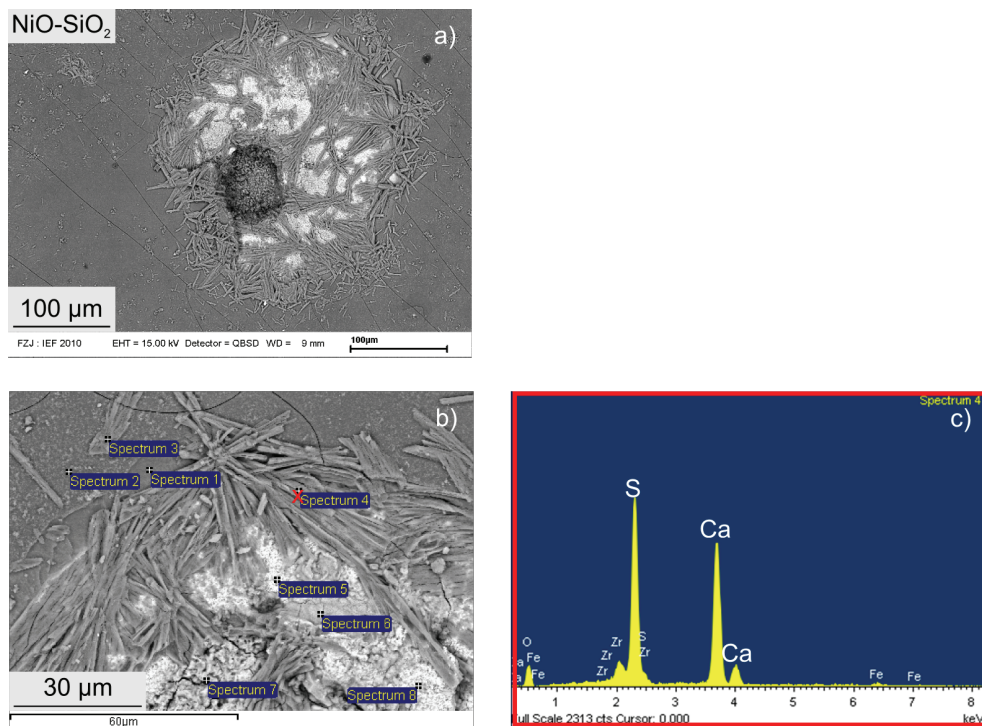 NiO-SiO₂
a)
100 µm
FZJ : IEF 2010 EHT = 15.00 kV Detector = QBSD WD = 9 mm 100µm
b)
Spectrum 3
Spectrum 2 Spectrum 1
Spectrum 4
Spectrum 5
Spectrum 6
Spectrum 7 Spectrum 8
30 µm
60µm
Spectrum 4
c)
S
Ca
Ca
O Zr S
Fe Zr Zr
Fe Zr Fe Fe
1 2 3 4 5 6 7 8
ull Scale 2313 cts Cursor: 0.000 keV